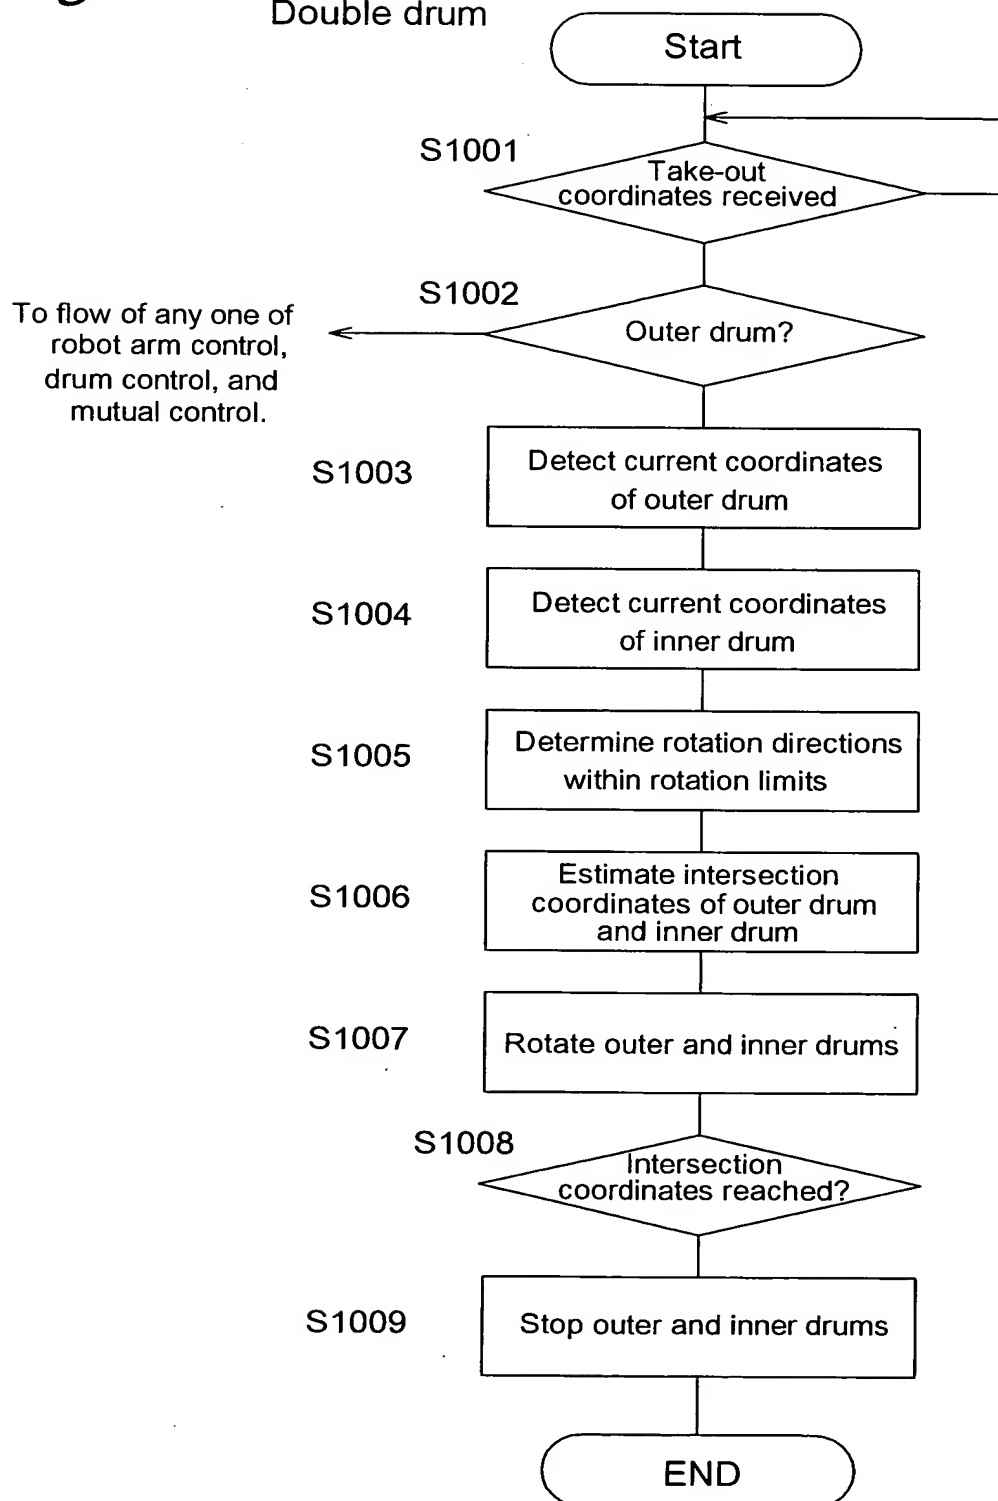 Double drum
Start
S1001
Take-out
coordinates received
S1002
Outer drum?
To flow of any one of
robot arm control,
drum control, and
mutual control.
S1003
Detect current coordinates
of outer drum
S1004
Detect current coordinates
of inner drum
S1005
Determine rotation directions
within rotation limits
S1006
Estimate intersection
coordinates of outer drum
and inner drum
S1007
Rotate outer and inner drums
S1008
Intersection
coordinates reached?
S1009
Stop outer and inner drums
END